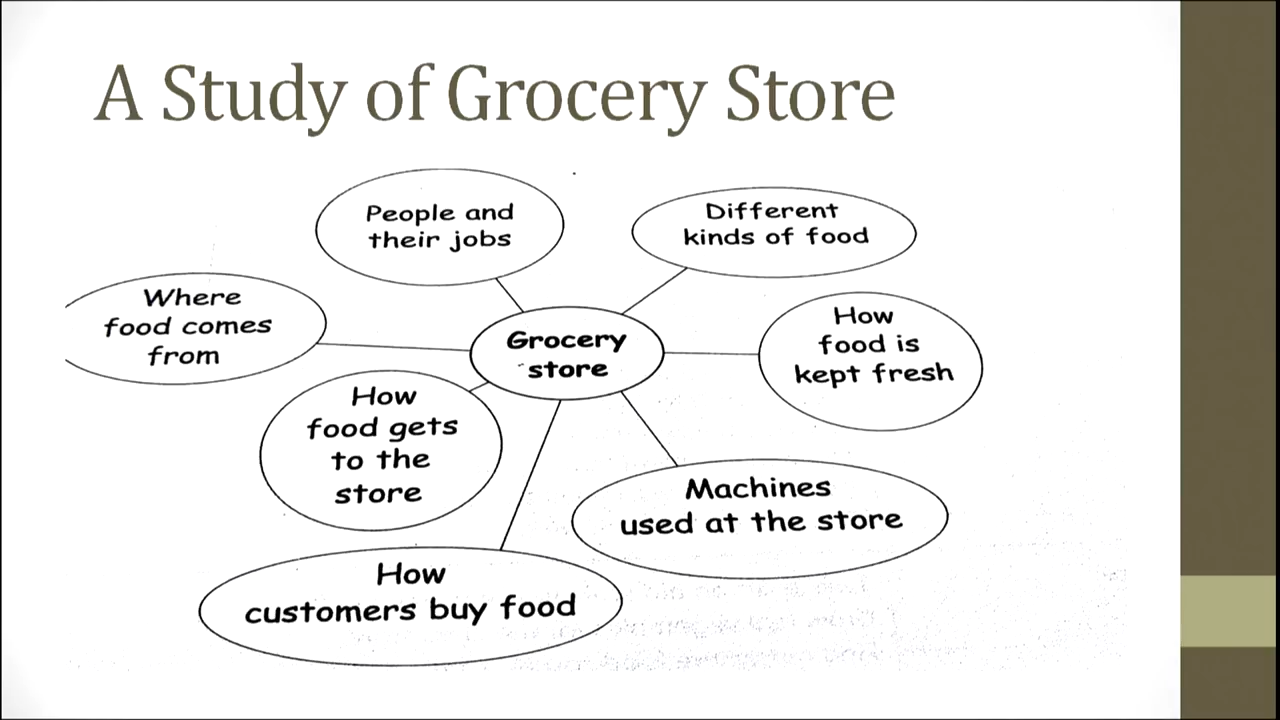 A Study of Grocery Store
People and
their jobs
Different
kinds of food
Where
food comes
from
Grocery
store
How
food is
kept fresh
How
food gets
to the
store
Machines
used at the store
How
customers buy food